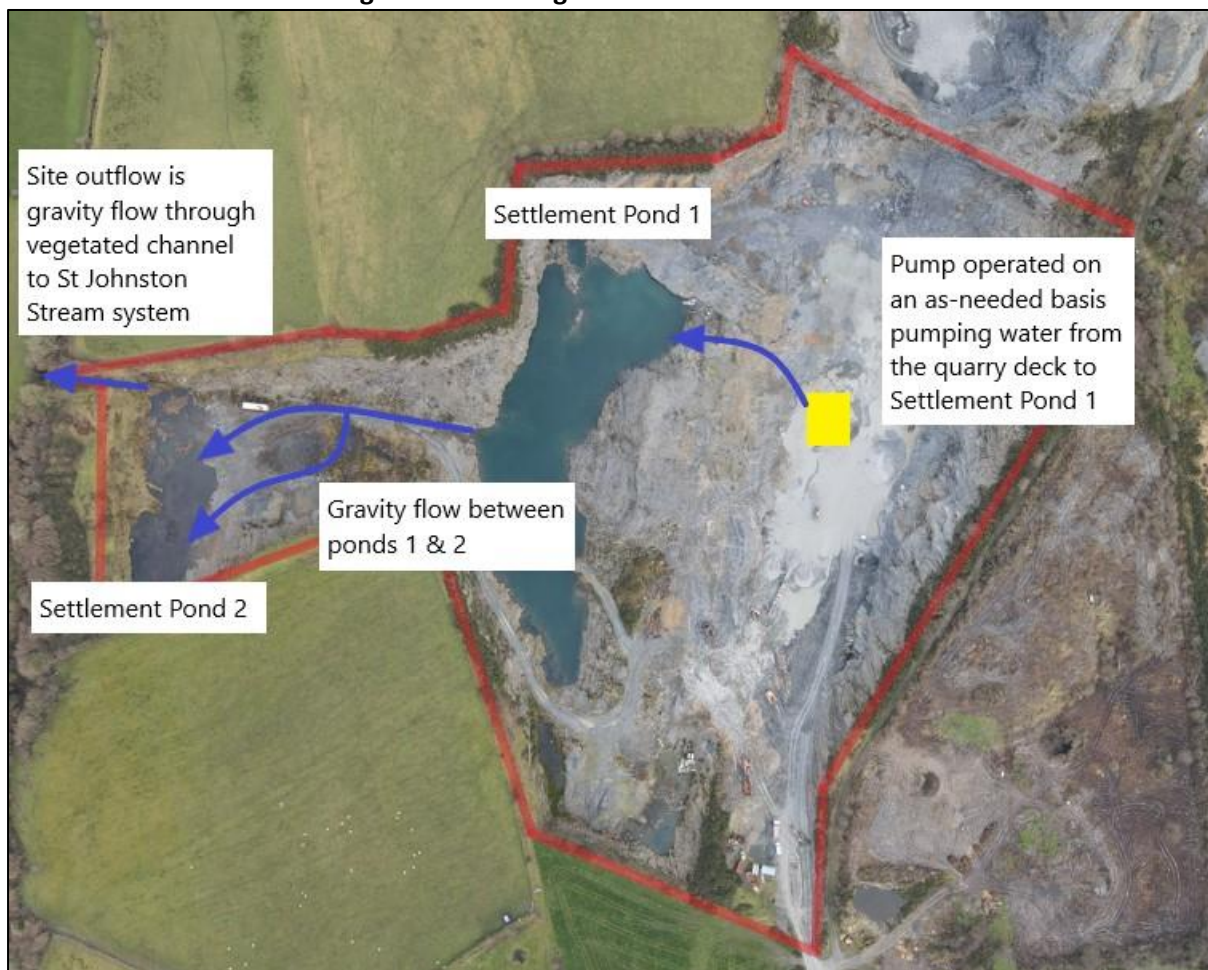 Site outflow is
gravity flow through
vegetated channel
to St Johnston
Stream system
Settlement Pond 1
Pump operated on
an as-needed basis
pumping water from
the quarry deck to
Settlement Pond 1
Gravity flow between
ponds 1 & 2
Settlement Pond 2